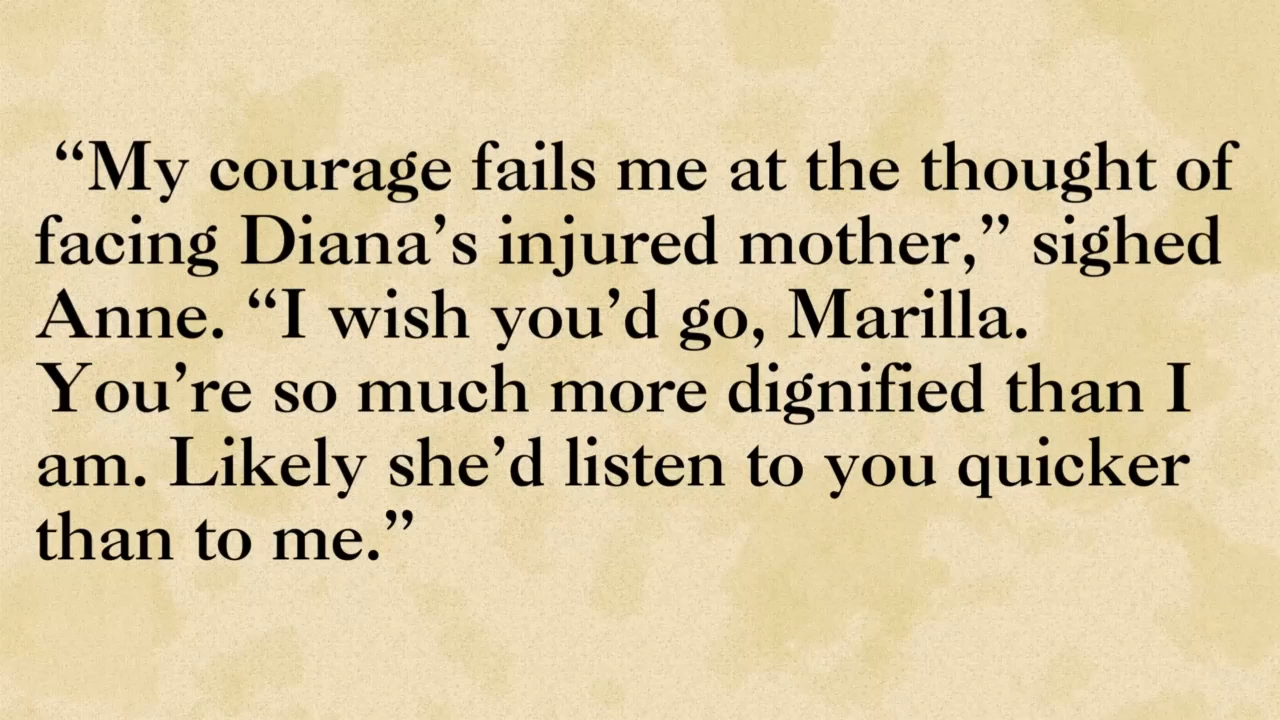 “My courage fails me at the thought of
facing Diana’s injured mother,” sighed
Anne. “I wish you’d go, Marilla.
You’re so much more dignified than I
am. Likely she’d listen to you quicker
than to me.”